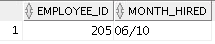 EMPLOYEE_ID MONTH_HIRED
1 205 06/10